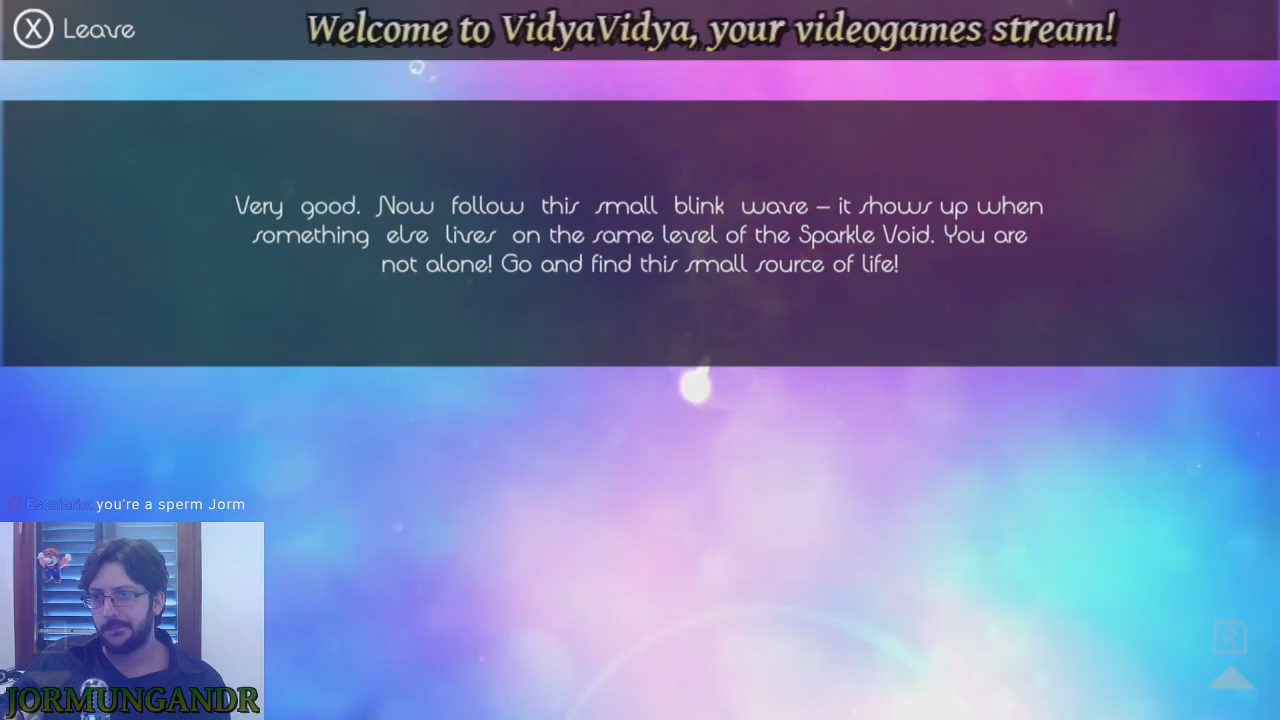 X Leave
Welcome to VidyaVidya, your videogames stream!
Very good. Now follow this small blink wave – it shows up when
something else lives on the same level of the Sparkle Void. You are
not alone! Go and find this small source of life!
Escalario: you're a sperm Jorm
JORMUNGANDR
R